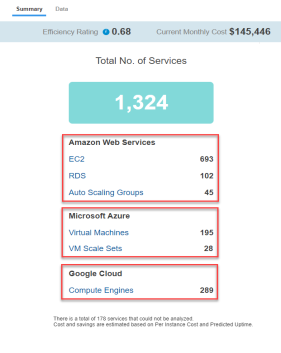 Summary Data
Efficiency Rating 0.68 Current Monthly Cost $145,446
Total No. of Services
1,324
Amazon Web Services
EC2 693
RDS 102
Auto Scaling Groups 45
Microsoft Azure
Virtual Machines 195
VM Scale Sets 28
Google Cloud
Compute Engines 289
There is a total of 178 services that could not be analyzed.
Cost and savings are estimated based on Per Instance Cost and Predicted Uptime.